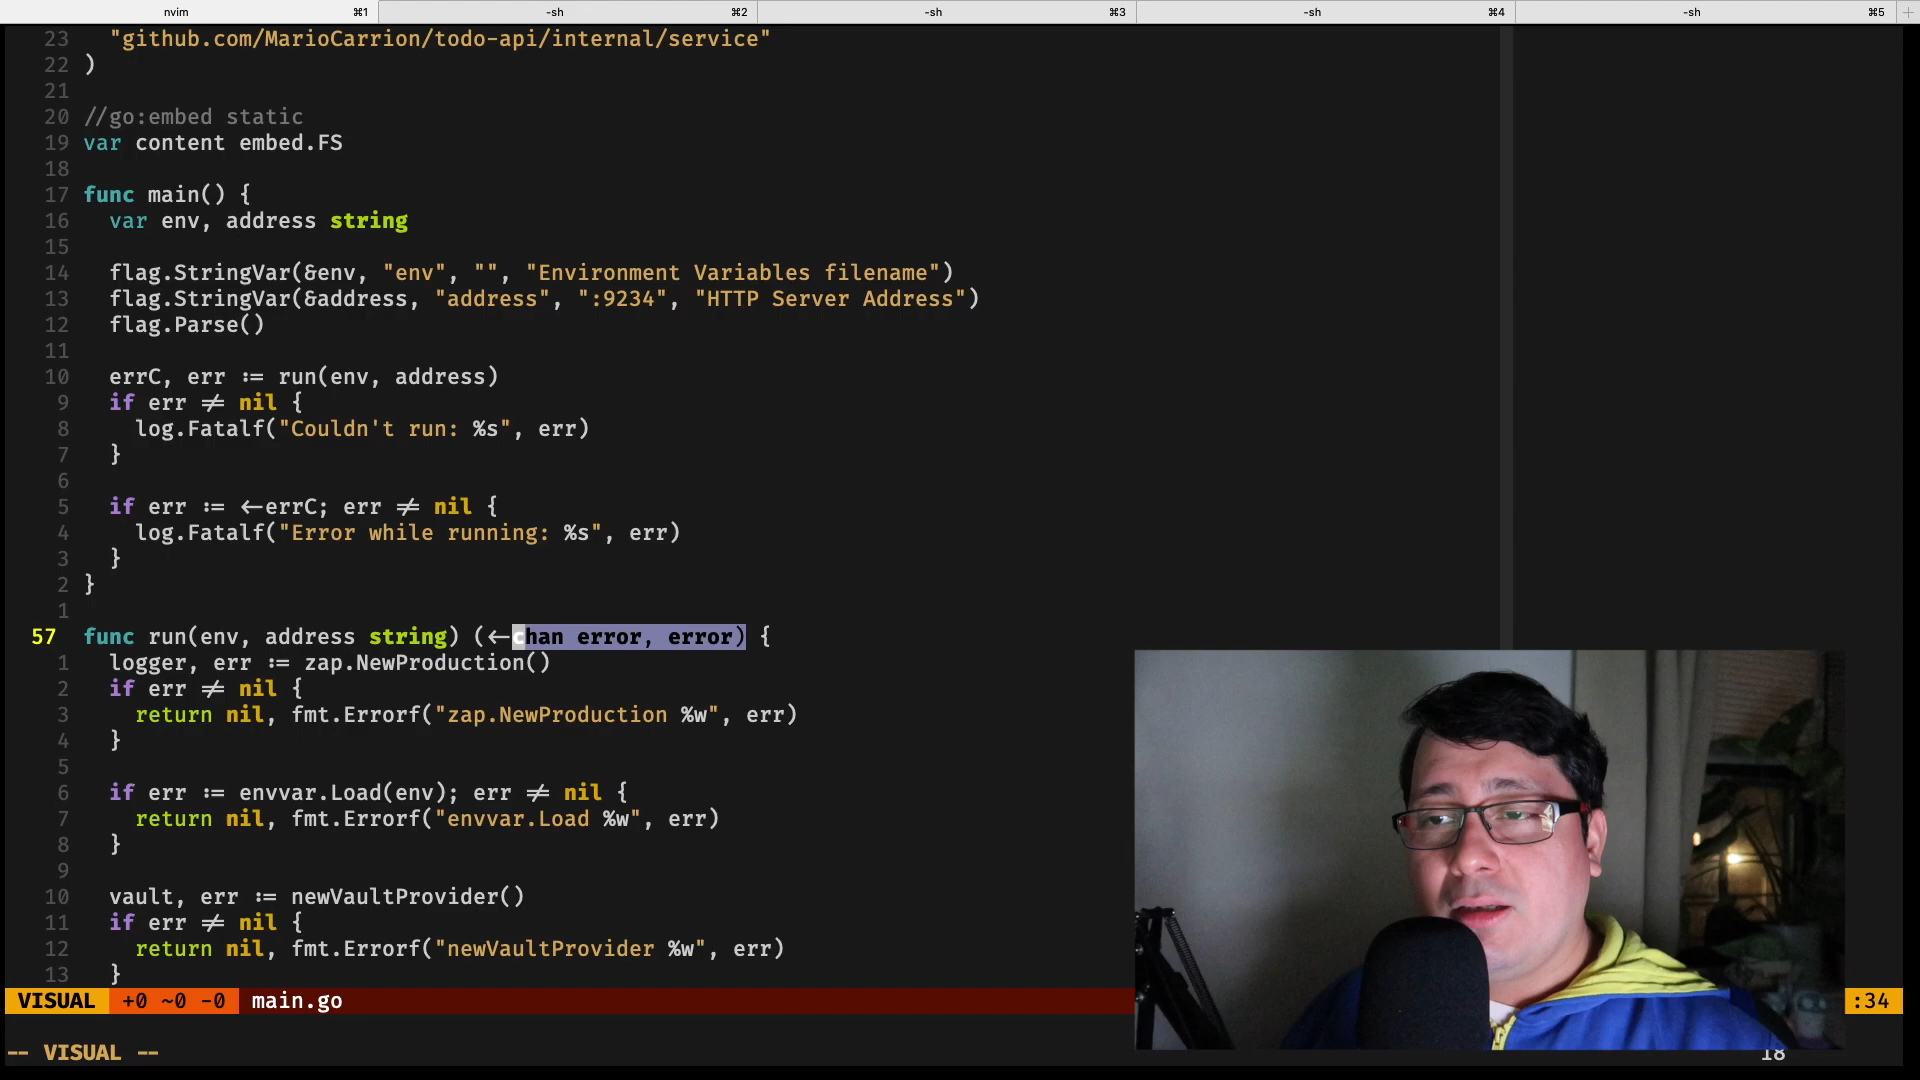 nvim ⌘1 -sh ⌘2 -sh ⌘3 -sh ⌘4 -sh ⌘5 +
23 "github.com/MarioCarrion/todo-api/internal/service"
22 )
21
20 //go:embed static
19 var content embed.FS
18
17 func main() {
16 var env, address string
15
14 flag.StringVar(&env, "env", "", "Environment Variables filename")
13 flag.StringVar(&address, "address", ":9234", "HTTP Server Address")
12 flag.Parse()
11
10 errC, err := run(env, address)
9 if err ≠ nil {
8 log.Fatalf("Couldn't run: %s", err)
7 }
6
5 if err := ←errC; err ≠ nil {
4 log.Fatalf("Error while running: %s", err)
3 }
2 }
1
57 func run(env, address string) (←chan error, error) {
1 logger, err := zap.NewProduction()
2 if err ≠ nil {
3 return nil, fmt.Errorf("zap.NewProduction %w", err)
4 }
5
6 if err := envvar.Load(env); err ≠ nil {
7 return nil, fmt.Errorf("envvar.Load %w", err)
8 }
9
10 vault, err := newVaultProvider()
11 if err ≠ nil {
12 return nil, fmt.Errorf("newVaultProvider %w", err)
13 }
VISUAL +0 ~0 -0 main.go :34
-- VISUAL -- 18